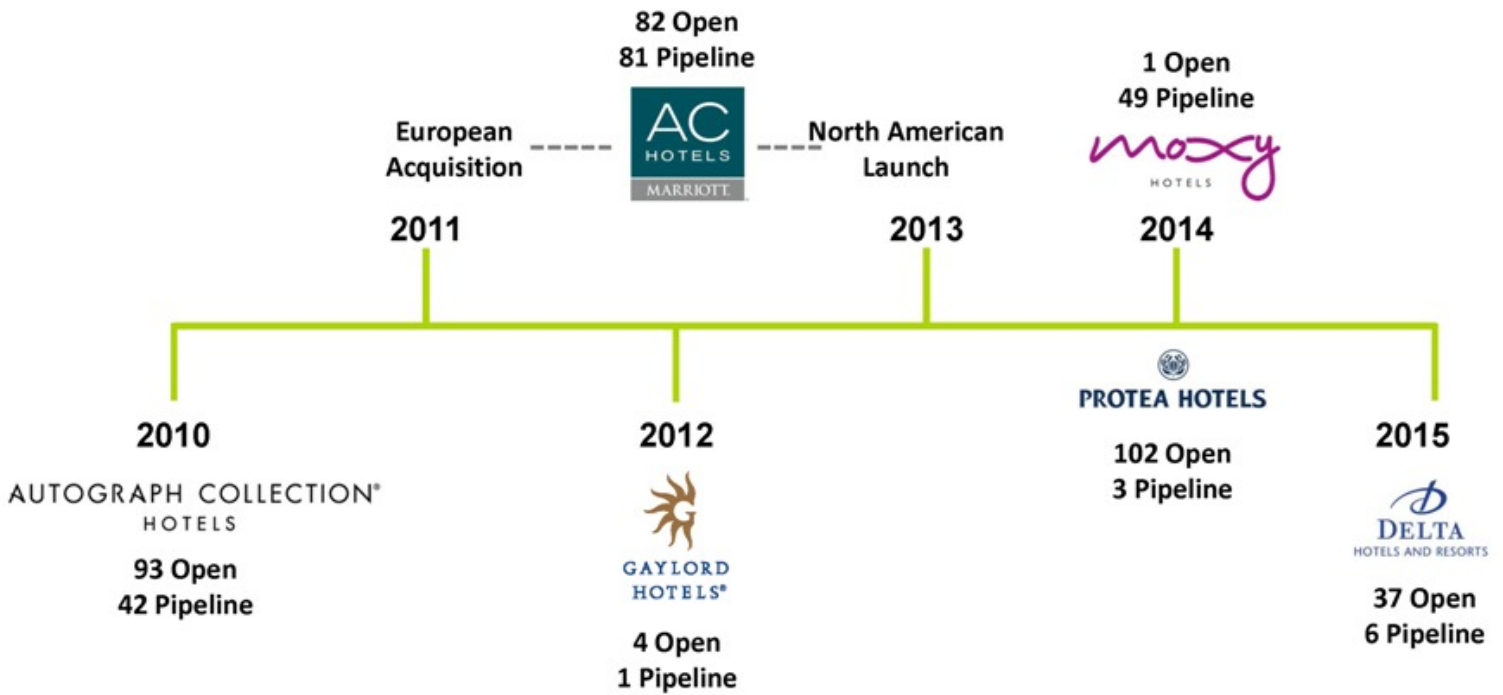 82 Open
81 Pipeline
AC
HOTELS
MARRIOTT.
European
Acquisition
2011
North American
Launch
2013
1 Open
49 Pipeline
moxy
HOTELS
2014
2010
AUTOGRAPH COLLECTION®
HOTELS
93 Open
42 Pipeline
2012
G
GAYLORD
HOTELS®
4 Open
1 Pipeline
PROTEA HOTELS
102 Open
3 Pipeline
2015
D
DELTA
HOTELS AND RESORTS
37 Open
6 Pipeline